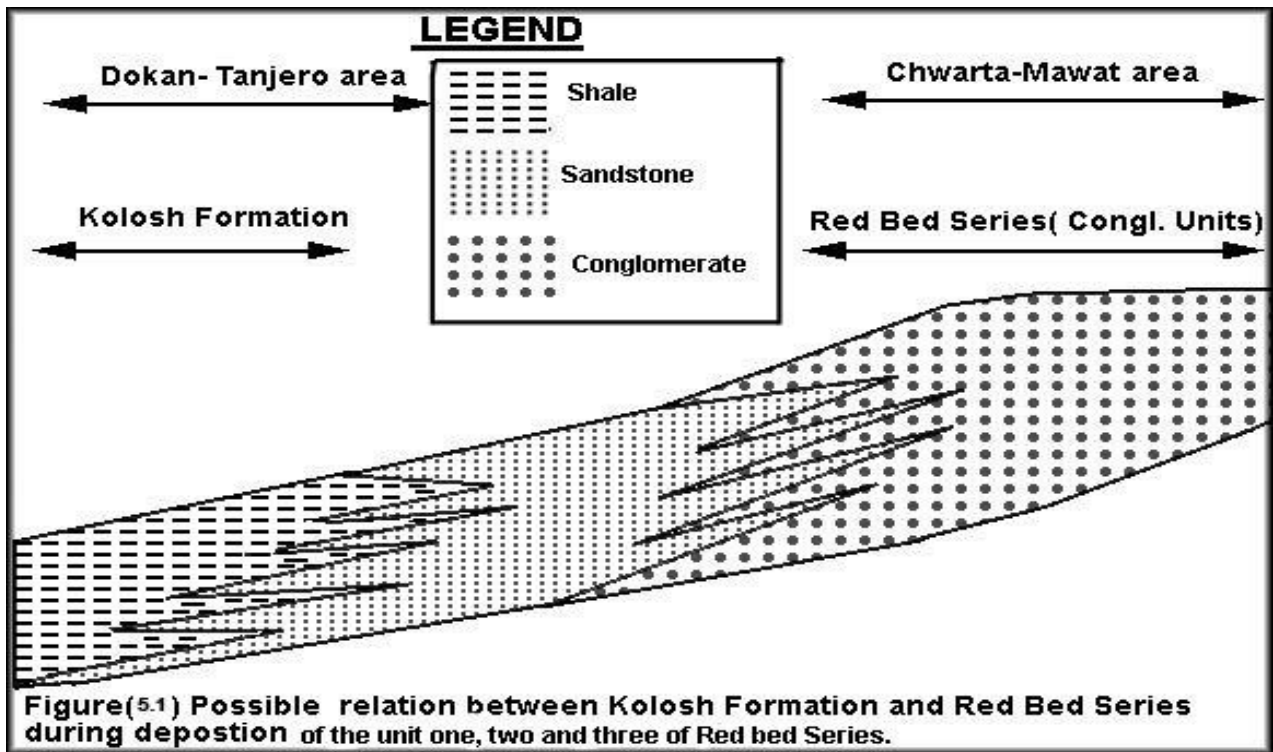 LEGEND
Dokan- Tanjero area
Chwarta-Mawat area
Shale
Sandstone
Kolosh Formation
Red Bed Series( Congl. Units)
Conglomerate
Figure(5.1) Possible relation between Kolosh Formation and Red Bed Series
during depostion of the unit one, two and three of Red bed Series.